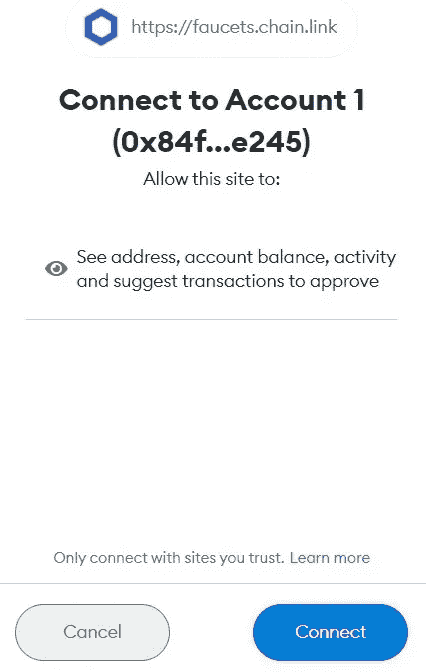 https://faucets.chain.link
Connect to Account 1
(0x84f...e245)
Allow this site to:
See address, account balance, activity
and suggest transactions to approve
Only connect with sites you trust. Learn more
Cancel
Connect